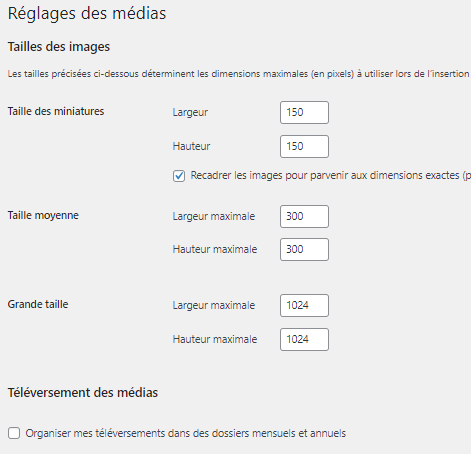 Réglages des médias
Tailles des images
Les tailles précisées ci-dessous déterminent les dimensions maximales (en pixels) à utiliser lors de l'insertion
Taille des miniatures Largeur 150
Hauteur 150
Recadrer les images pour parvenir aux dimensions exactes (p
Taille moyenne Largeur maximale 300
Hauteur maximale 300
Grande taille Largeur maximale 1024
Hauteur maximale 1024
Téléversement des médias
Organiser mes téléversements dans des dossiers mensuels et annuels